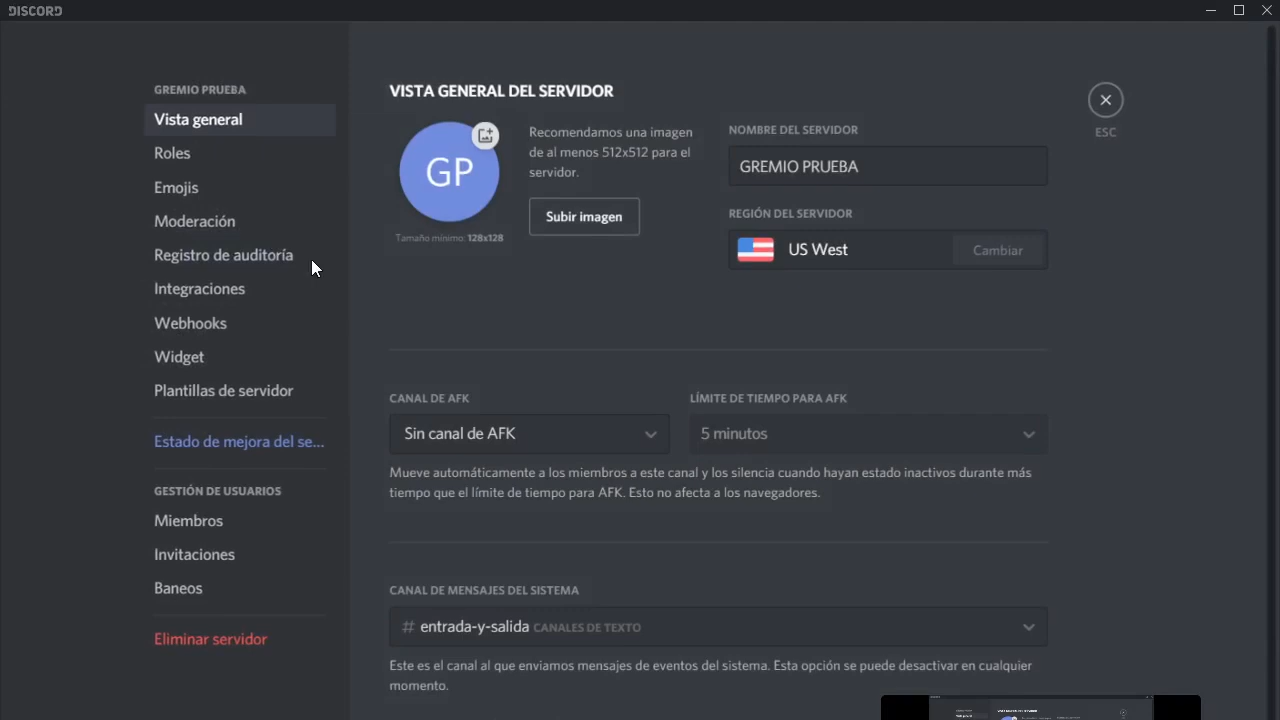 DISCORD
GREMIO PRUEBA
Vista general
Roles
Emojis
Moderación
Registro de auditoría
Integraciones
Webhooks
Widget
Plantillas de servidor
Estado de mejora del se...
GESTIÓN DE USUARIOS
Miembros
Invitaciones
Baneos
Eliminar servidor
VISTA GENERAL DEL SERVIDOR
GP
Tamaño mínimo: 128x128
Recomendamos una imagen
de al menos 512x512 para el
servidor.
Subir imagen
NOMBRE DEL SERVIDOR
GREMIO PRUEBA
REGIÓN DEL SERVIDOR
US West
Cambiar
ESC
CANAL DE AFK
Sin canal de AFK
LÍMITE DE TIEMPO PARA AFK
5 minutos
Mueve automáticamente a los miembros a este canal y los silencia cuando hayan estado inactivos durante más
tiempo que el límite de tiempo para AFK. Esto no afecta a los navegadores.
CANAL DE MENSAJES DEL SISTEMA
# entrada-y-salida CANALES DE TEXTO
Este es el canal al que enviamos mensajes de eventos del sistema. Esta opción se puede desactivar en cualquier
momento.